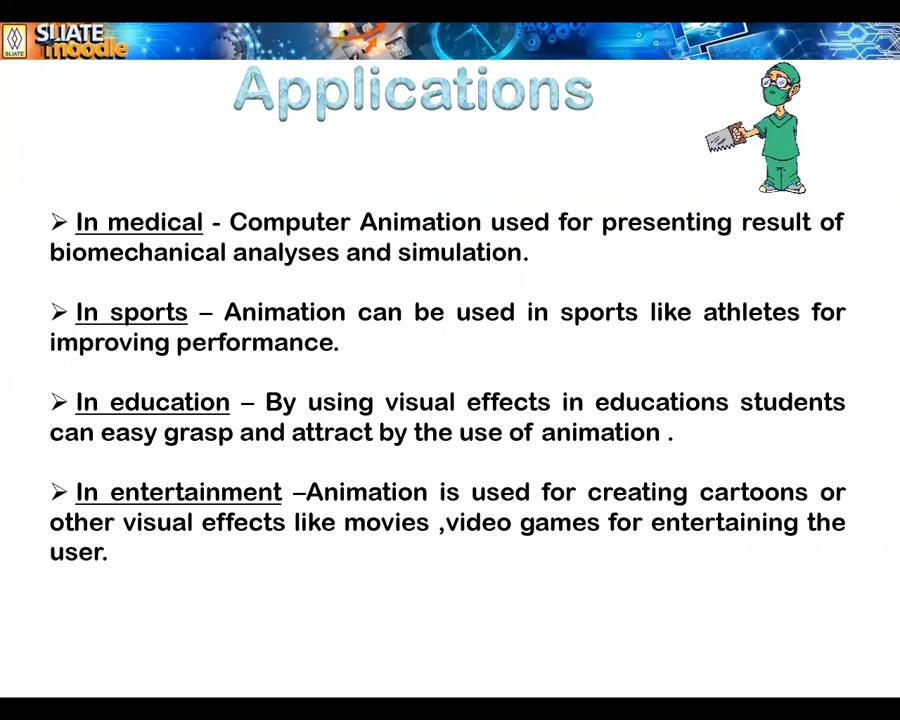 SLIATE
moodle
SLIATE
Applications
➢ In medical - Computer Animation used for presenting result of
biomechanical analyses and simulation.
➢ In sports – Animation can be used in sports like athletes for
improving performance.
➢ In education – By using visual effects in educations students
can easy grasp and attract by the use of animation .
➢ In entertainment –Animation is used for creating cartoons or
other visual effects like movies ,video games for entertaining the
user.